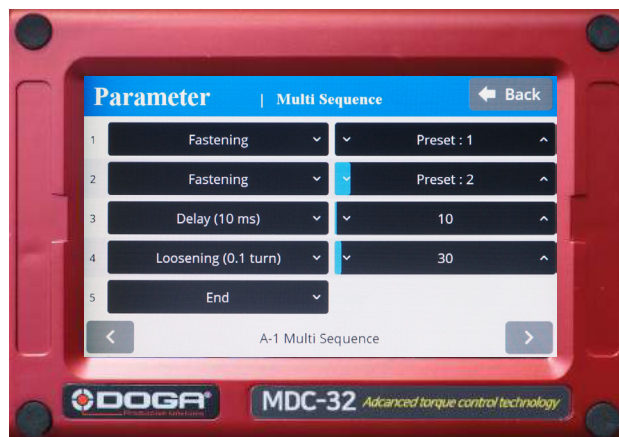 Parameter | Multi Sequence Back
1 Fastening Preset : 1
2 Fastening Preset : 2
3 Delay (10 ms) 10
4 Loosening (0.1 turn) 30
5 End
A-1 Multi Sequence
DOGA
MDC-32 Adcanced torque control technology